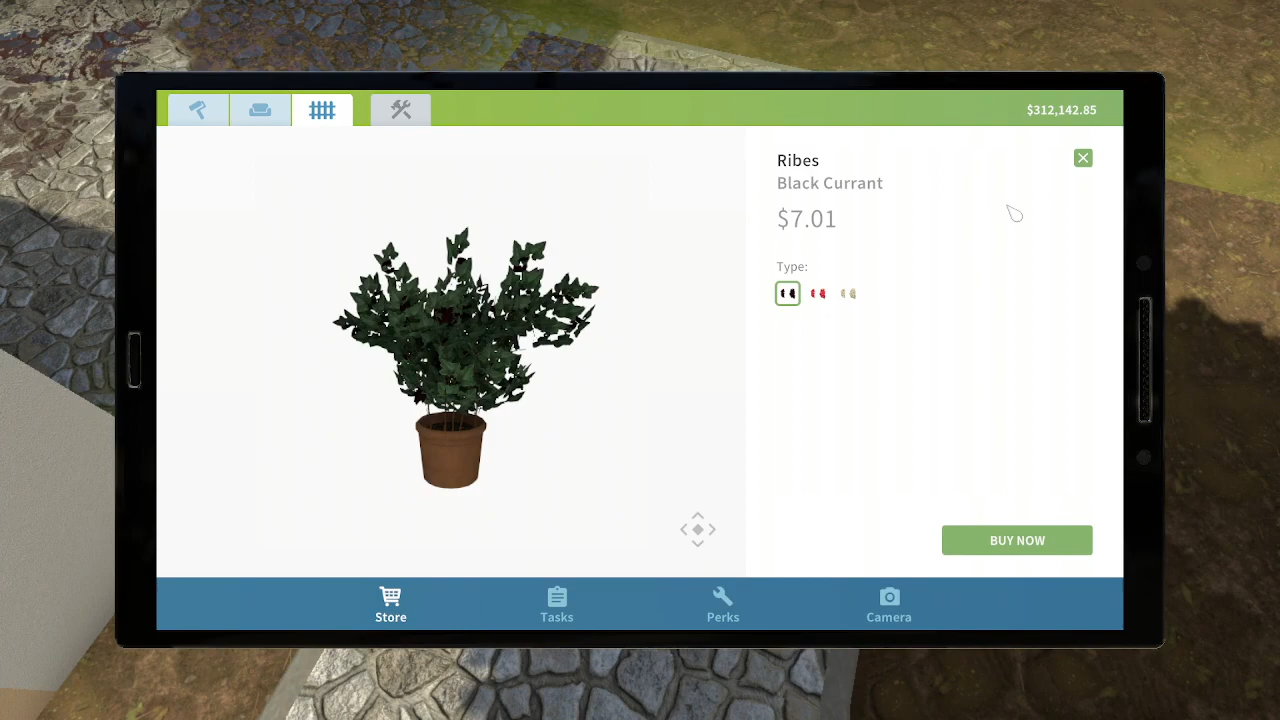 $312,142.85
Ribes
Black Currant
$7.01
Type:
BUY NOW
Store
Tasks
Perks
Camera